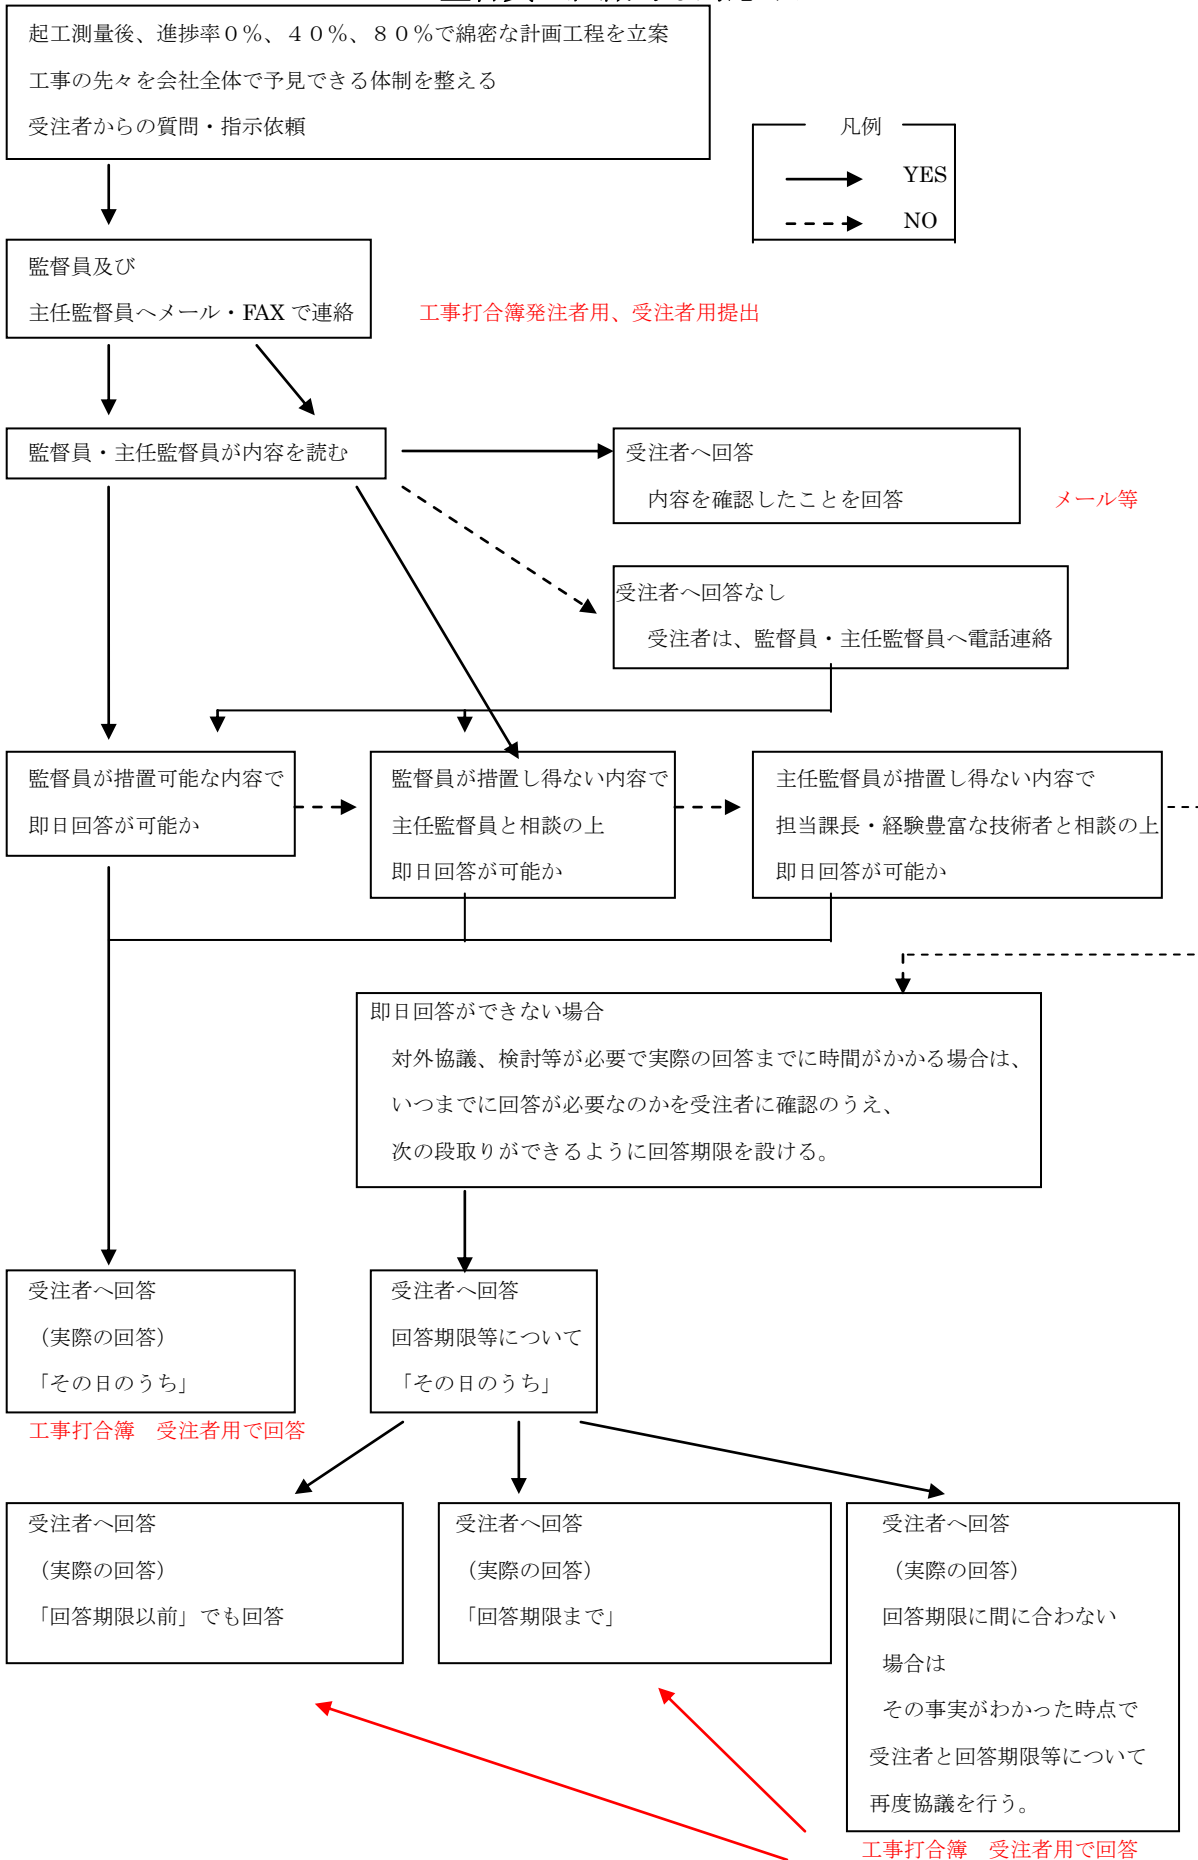 起工測量後、進捗率０％、４０％、８０％で綿密な計画工程を立案
工事の先々を会社全体で予見できる体制を整える
受注者からの質問・指示依頼
凡例
YES
NO
監督員及び
主任監督員へメール・FAXで連絡
工事打合簿発注者用、受注者用提出
監督員・主任監督員が内容を読む
受注者へ回答
内容を確認したことを回答
メール等
受注者へ回答なし
受注者は、監督員・主任監督員へ電話連絡
監督員が措置可能な内容で
即日回答が可能か
監督員が措置し得ない内容で
主任監督員と相談の上
即日回答が可能か
主任監督員が措置し得ない内容で
担当課長・経験豊富な技術者と相談の上
即日回答が可能か
即日回答ができない場合
対外協議、検討等が必要で実際の回答までに時間がかかる場合は、
いつまでに回答が必要なのかを受注者に確認のうえ、
次の段取りができるように回答期限を設ける。
受注者へ回答
（実際の回答）
「その日のうち」
工事打合簿　受注者用で回答
受注者へ回答
回答期限等について
「その日のうち」
受注者へ回答
（実際の回答）
「回答期限以前」でも回答
受注者へ回答
（実際の回答）
「回答期限まで」
受注者へ回答
（実際の回答）
回答期限に間に合わない
場合は
その事実がわかった時点で
受注者と回答期限等について
再度協議を行う。
工事打合簿　受注者用で回答